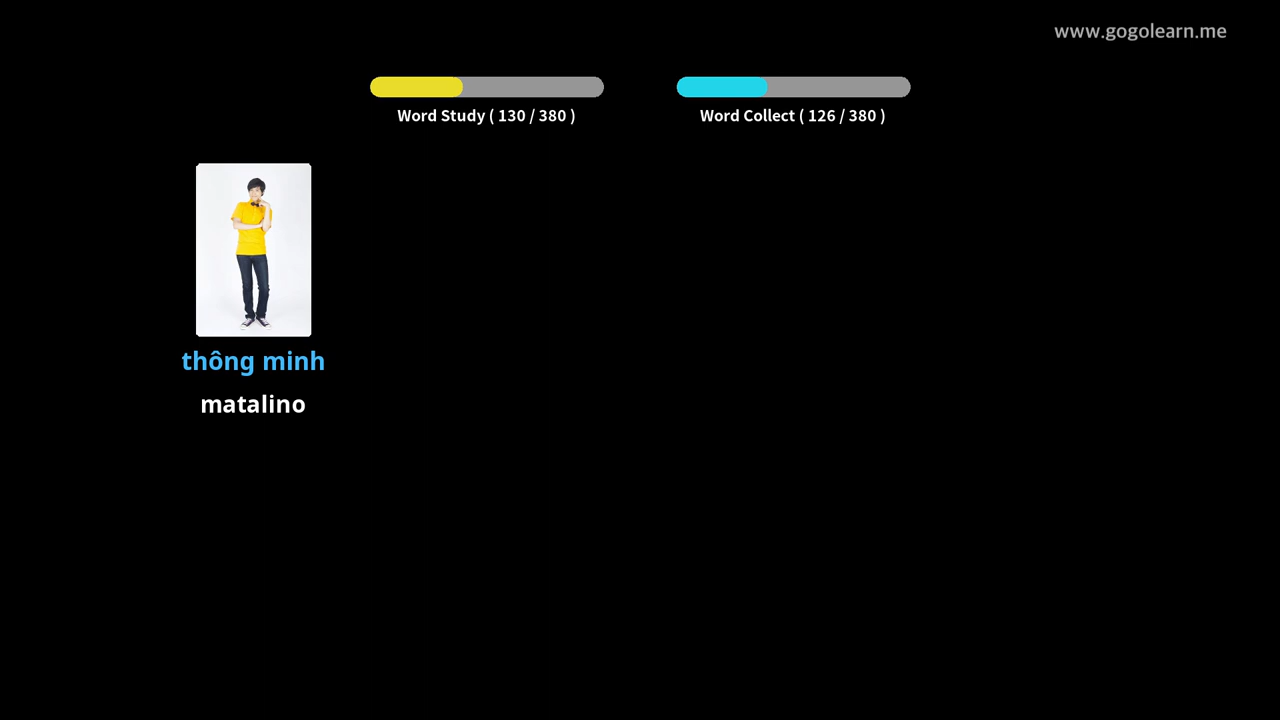 www.gogolearn.me
Word Study ( 130 / 380 )
Word Collect ( 126 / 380 )
thông minh
matalino